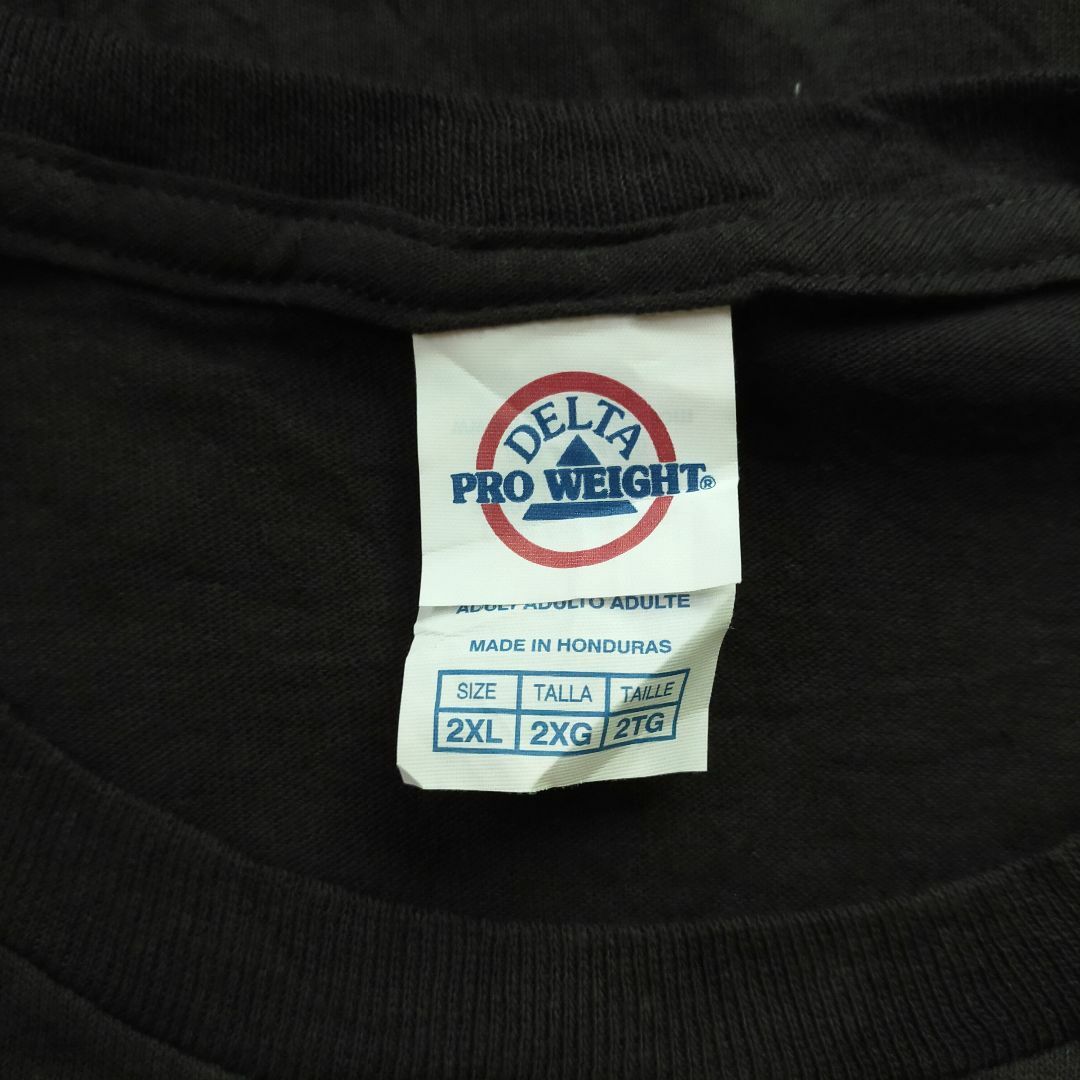 DELTA
PRO WEIGHT®
ADULT ADULTO ADULTE
MADE IN HONDURAS
SIZE TALLA TAILLE
2XL 2XG 2TG